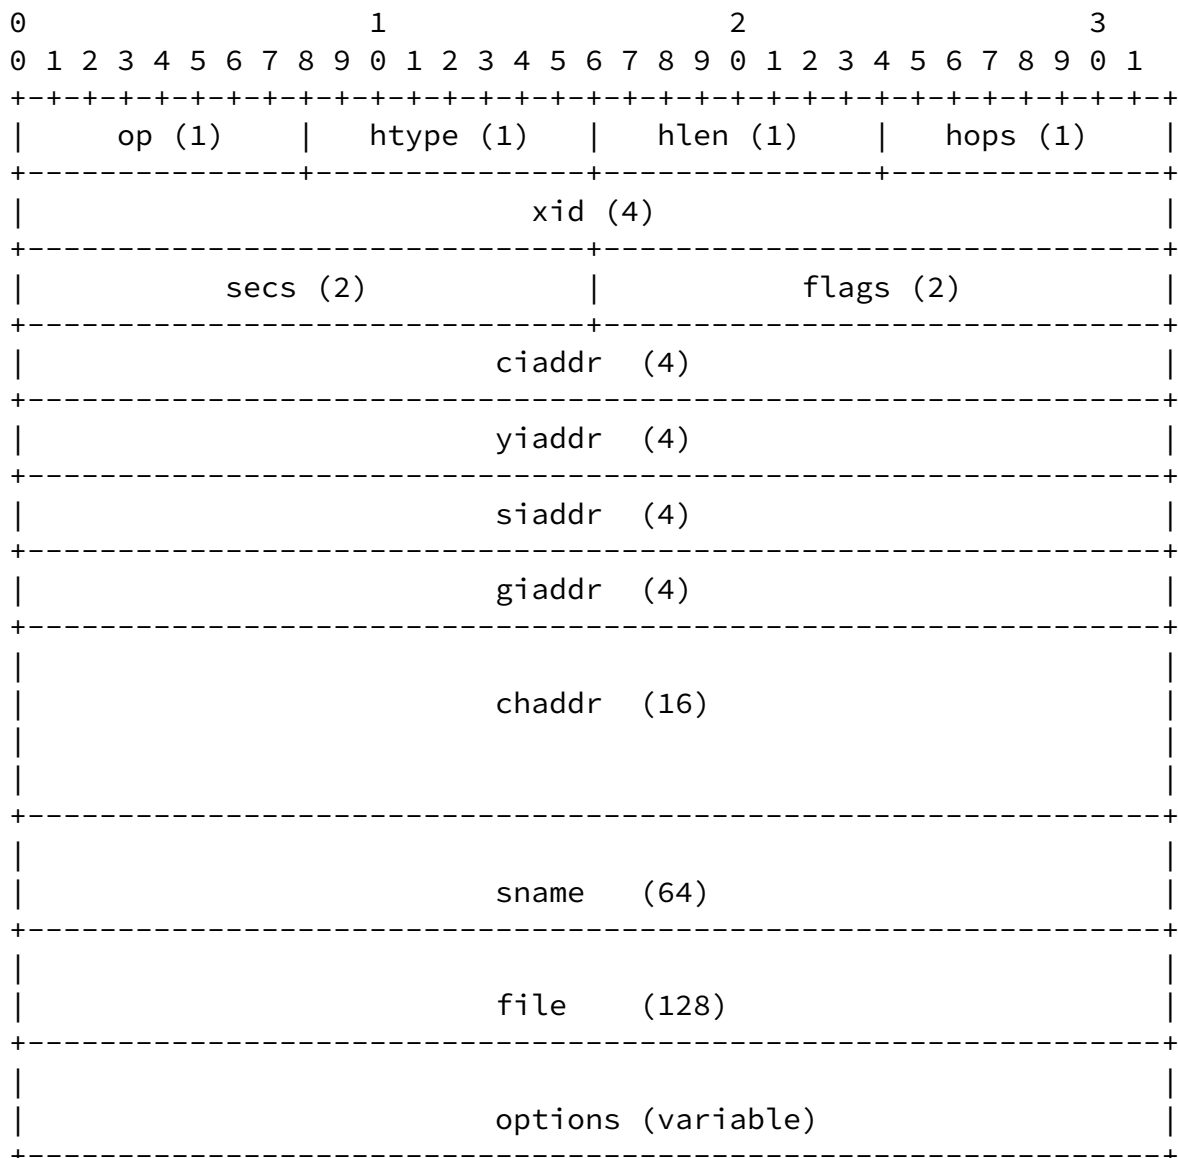 0                   1                   2                   3
0 1 2 3 4 5 6 7 8 9 0 1 2 3 4 5 6 7 8 9 0 1 2 3 4 5 6 7 8 9 0 1
+-+-+-+-+-+-+-+-+-+-+-+-+-+-+-+-+-+-+-+-+-+-+-+-+-+-+-+-+-+-+-+-+
|     op (1)    |   htype (1)   |   hlen (1)    |   hops (1)    |
+---------------+---------------+---------------+---------------+
|                            xid (4)                            |
+-------------------------------+-------------------------------+
|           secs (2)            |           flags (2)           |
+-------------------------------+-------------------------------+
|                          ciaddr  (4)                          |
+---------------------------------------------------------------+
|                          yiaddr  (4)                          |
+---------------------------------------------------------------+
|                          siaddr  (4)                          |
+---------------------------------------------------------------+
|                          giaddr  (4)                          |
+---------------------------------------------------------------+
|                                                               |
|                          chaddr  (16)                         |
|                                                               |
|                                                               |
+---------------------------------------------------------------+
|                                                               |
|                          sname   (64)                         |
+---------------------------------------------------------------+
|                                                               |
|                          file    (128)                        |
+---------------------------------------------------------------+
|                                                               |
|                          options (variable)                   |
+---------------------------------------------------------------+